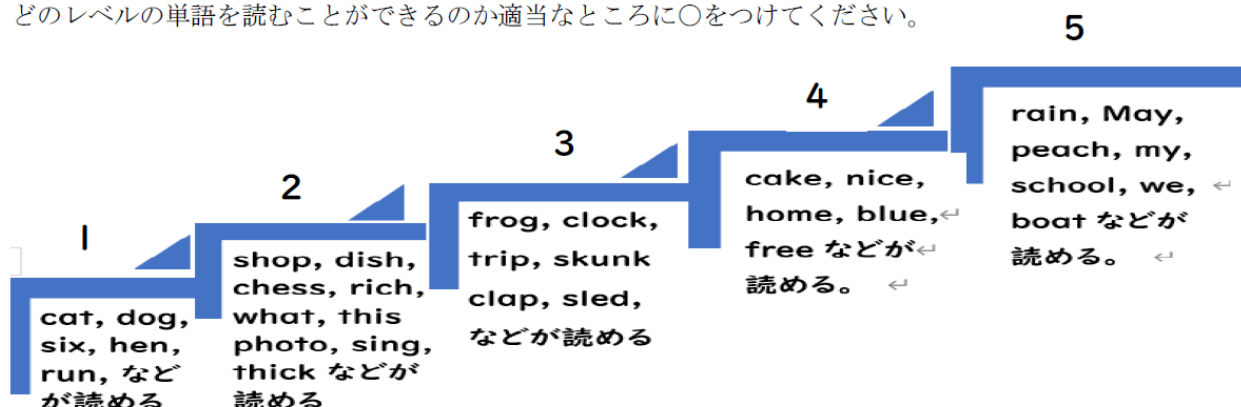 どのレベルの単語を読むことができるのか適当なところに○をつけてください。
1
cat, dog,
six, hen,
run, など
が読める
2
shop, dish,
chess, rich,
what, this
photo, sing,
thick などが
読める
3
frog, clock,
trip, skunk
clap, sled,
などが読める
4
cake, nice,
home, blue,↵
free などが↵
読める。 ↵
5
rain, May,
peach, my,
school, we, ↵
boat などが
読める。 ↵